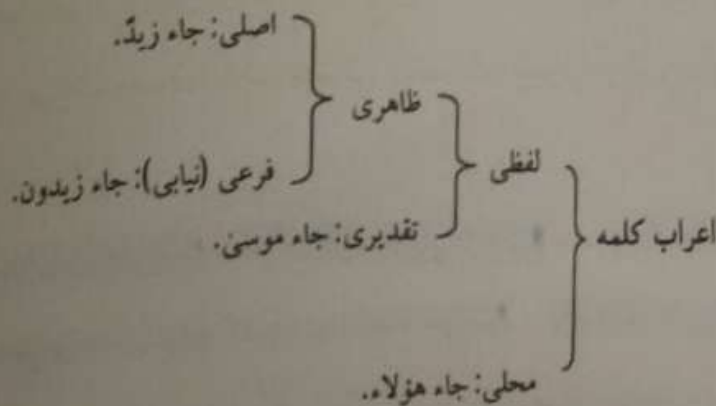 اصلی: جاء زیدٌ.
ظاهری
فرعی (نیابی): جاء زیدون.
لفظی
تقدیری: جاء موسیٰ.
اعراب کلمه
محلی: جاء هؤلاء.